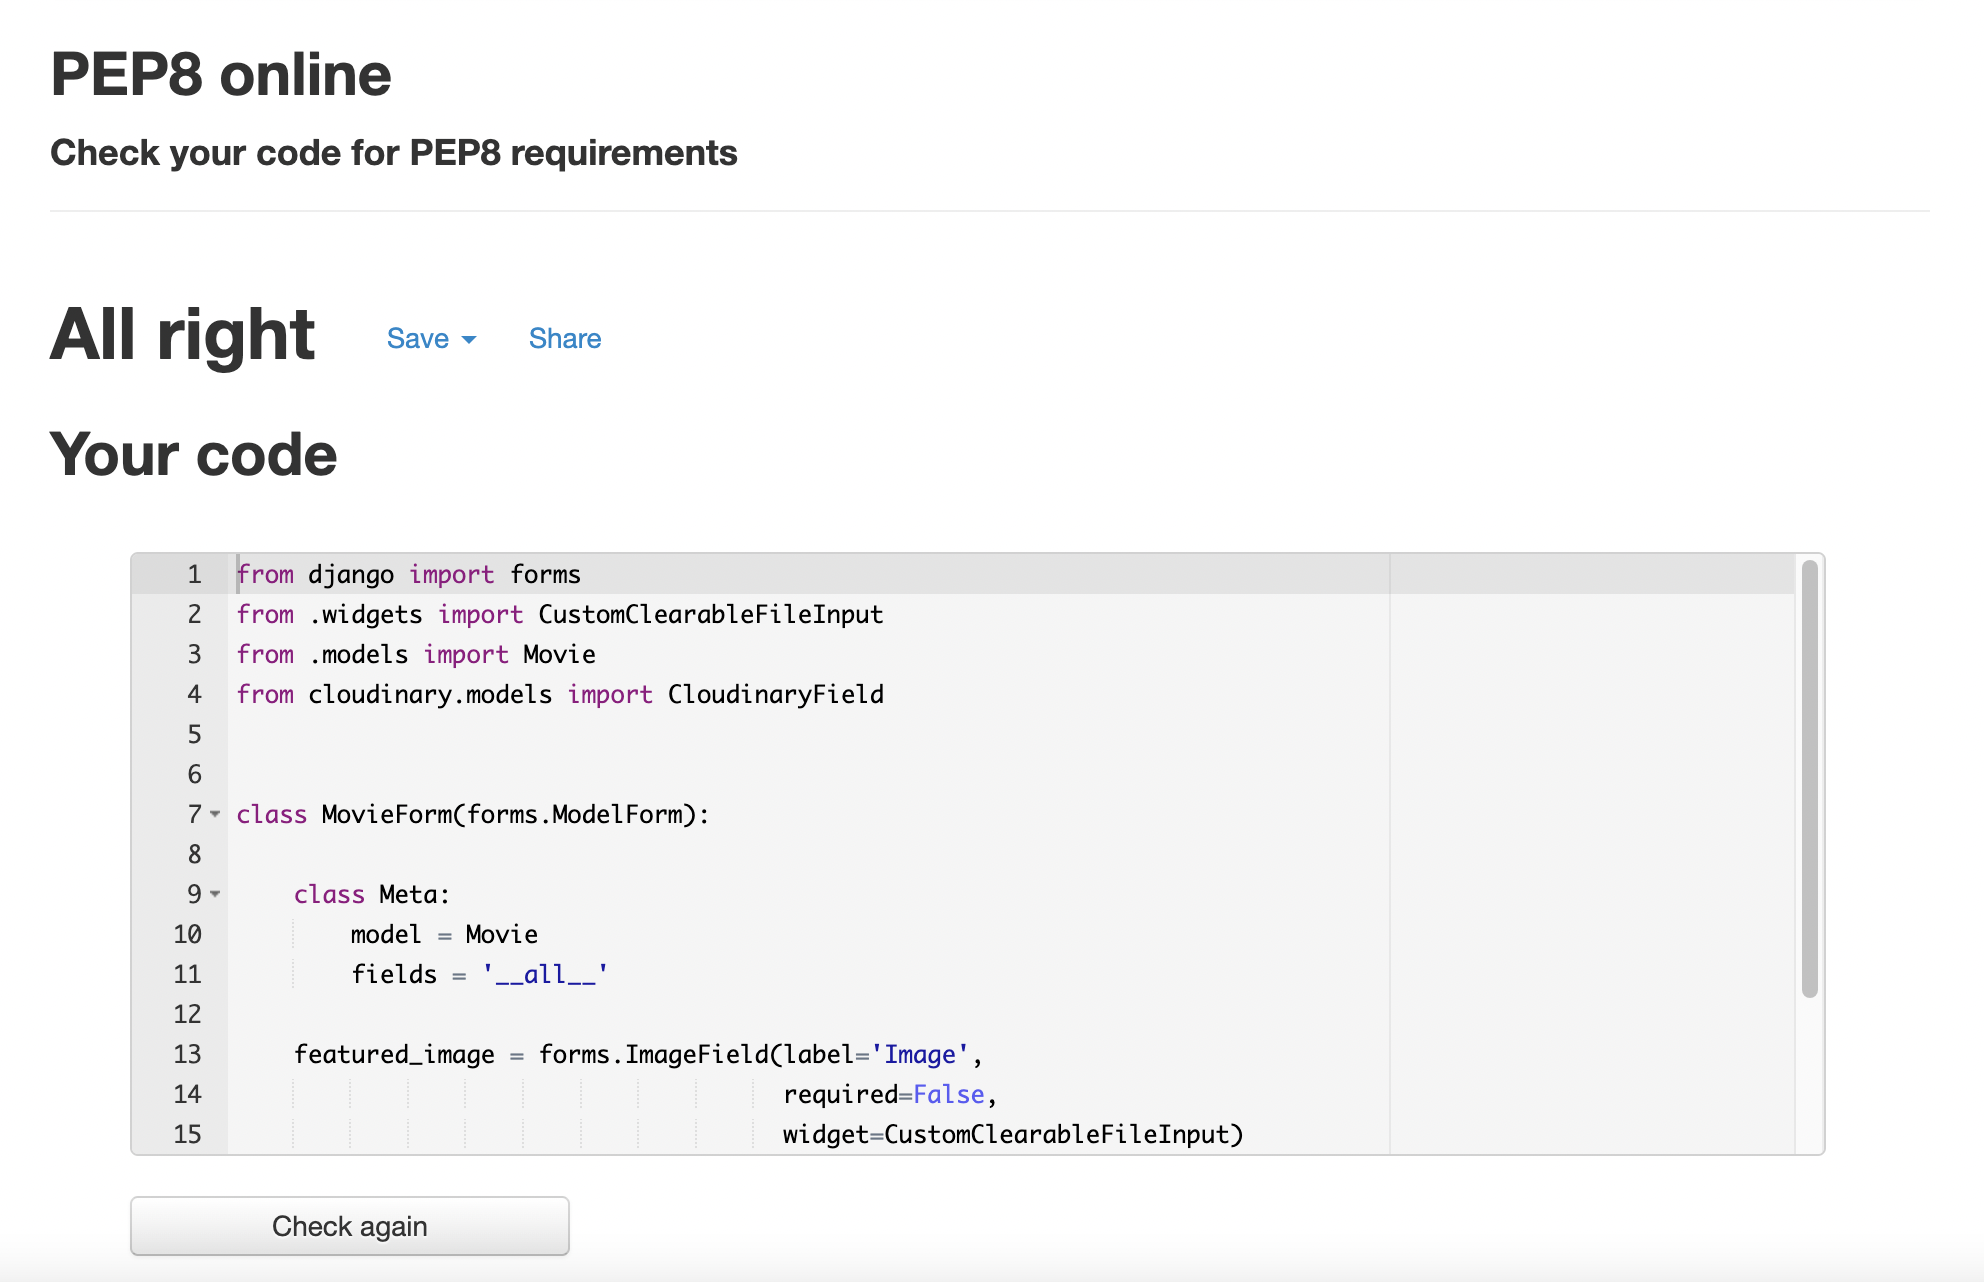 PEP8 online
Check your code for PEP8 requirements
All right Save Share
Your code
1 from django import forms
2 from .widgets import CustomClearableFileInput
3 from .models import Movie
4 from cloudinary.models import CloudinaryField
5
6
7 class MovieForm(forms.ModelForm):
8
9     class Meta:
10         model = Movie
11         fields = '__all__'
12
13     featured_image = forms.ImageField(label='Image',
14                                       required=False,
15                                       widget=CustomClearableFileInput)
Check again